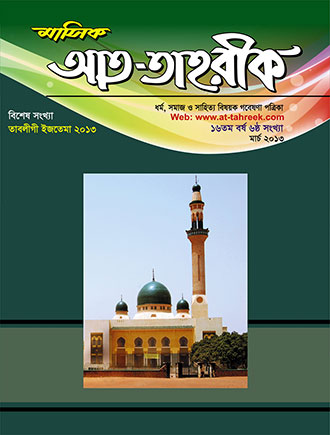 মাসিক
আত-তাহরীক
ধর্ম, সমাজ ও সাহিত্য বিষয়ক গবেষণা পত্রিকা
Web: www.at-tahreek.com
বিশেষ সংখ্যা
তাবলীগী ইজতেমা ২০১৩
১৬তম বর্ষ ৬ষ্ঠ সংখ্যা
মার্চ ২০১৩